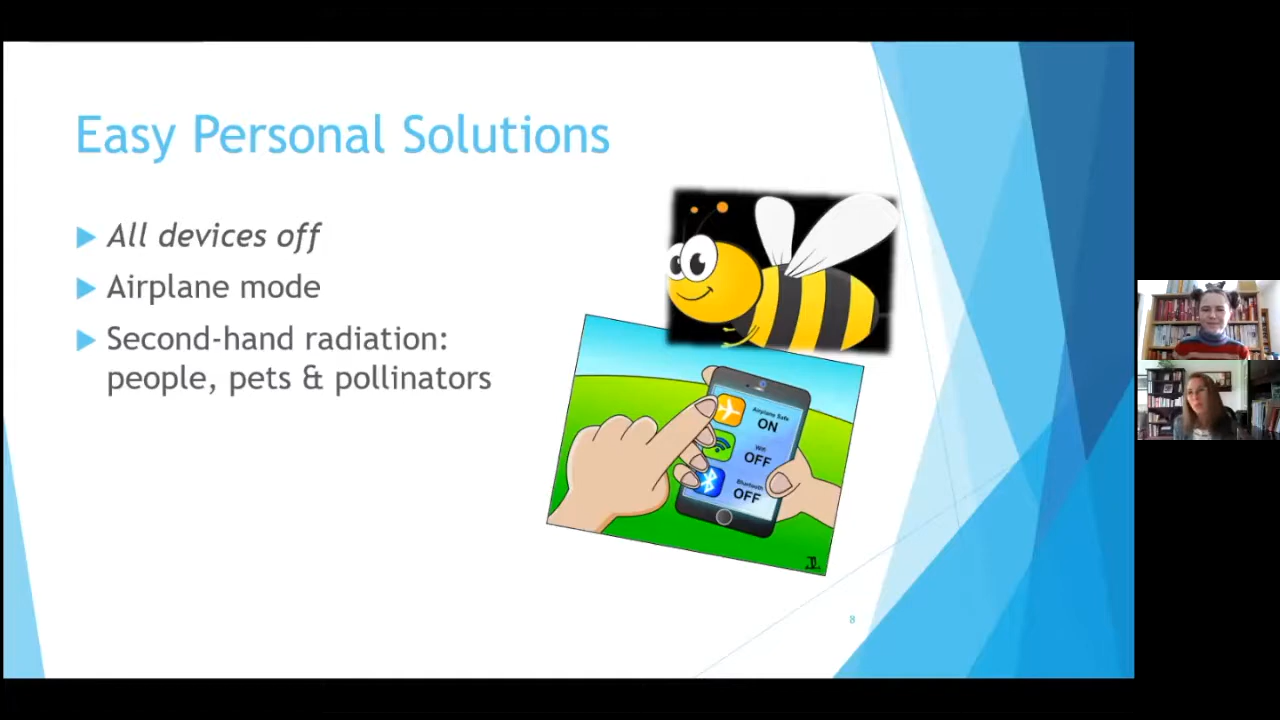 Easy Personal Solutions
All devices off
Airplane mode
Second-hand radiation:
people, pets & pollinators
Airplane Safe
ON
Wifi
OFF
Bluetooth
OFF
8